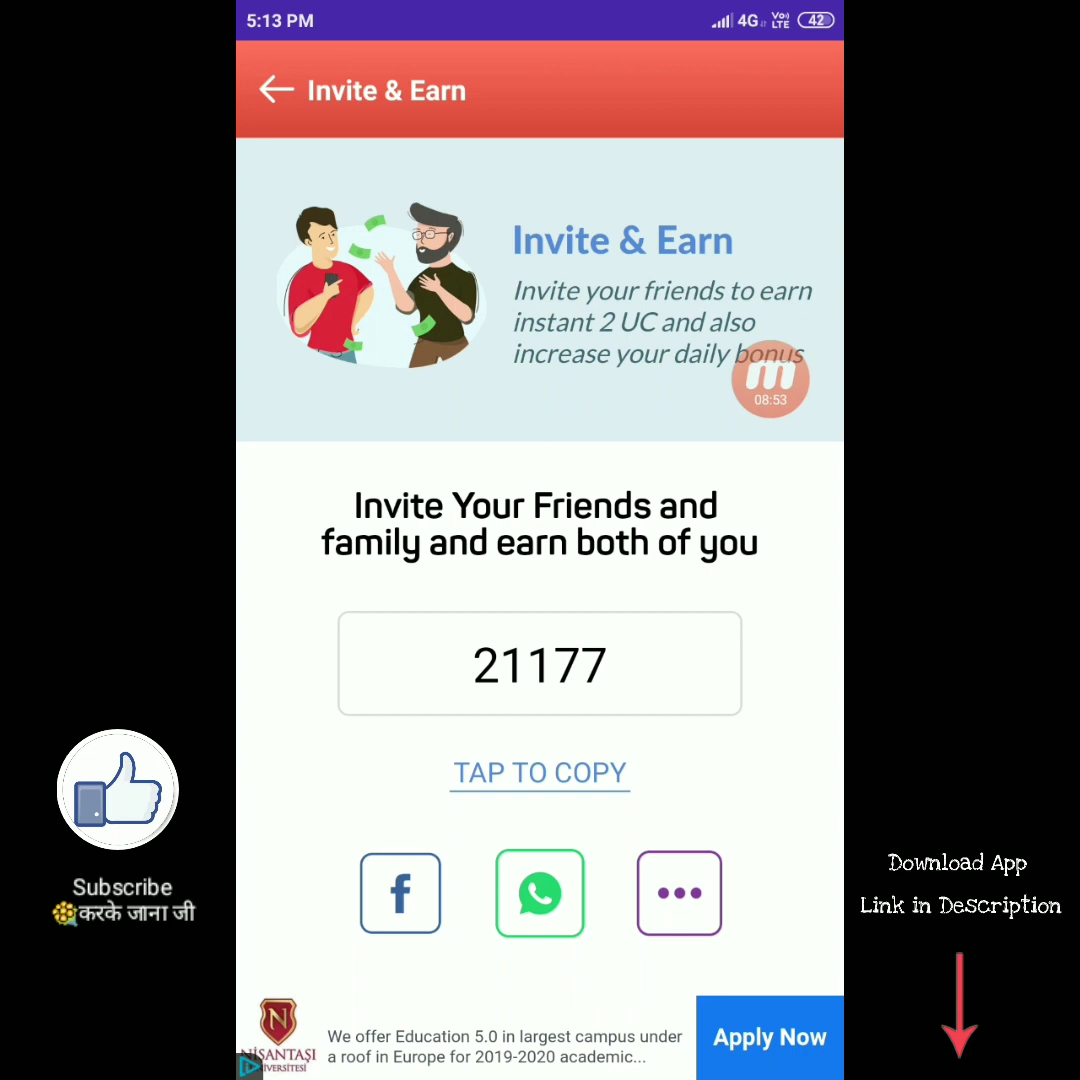 5:13 PM
4G VoLTE 42
Invite & Earn
Invite & Earn
Invite your friends to earn
instant 2 UC and also
increase your daily bonus
m
08:53
Invite Your Friends and
family and earn both of you
21177
TAP TO COPY
f
Subscribe
करके जाना जी
Download App
Link in Description
N
NİŞANTAŞI
We offer Education 5.0 in largest campus under
a roof in Europe for 2019-2020 academic...
Apply Now